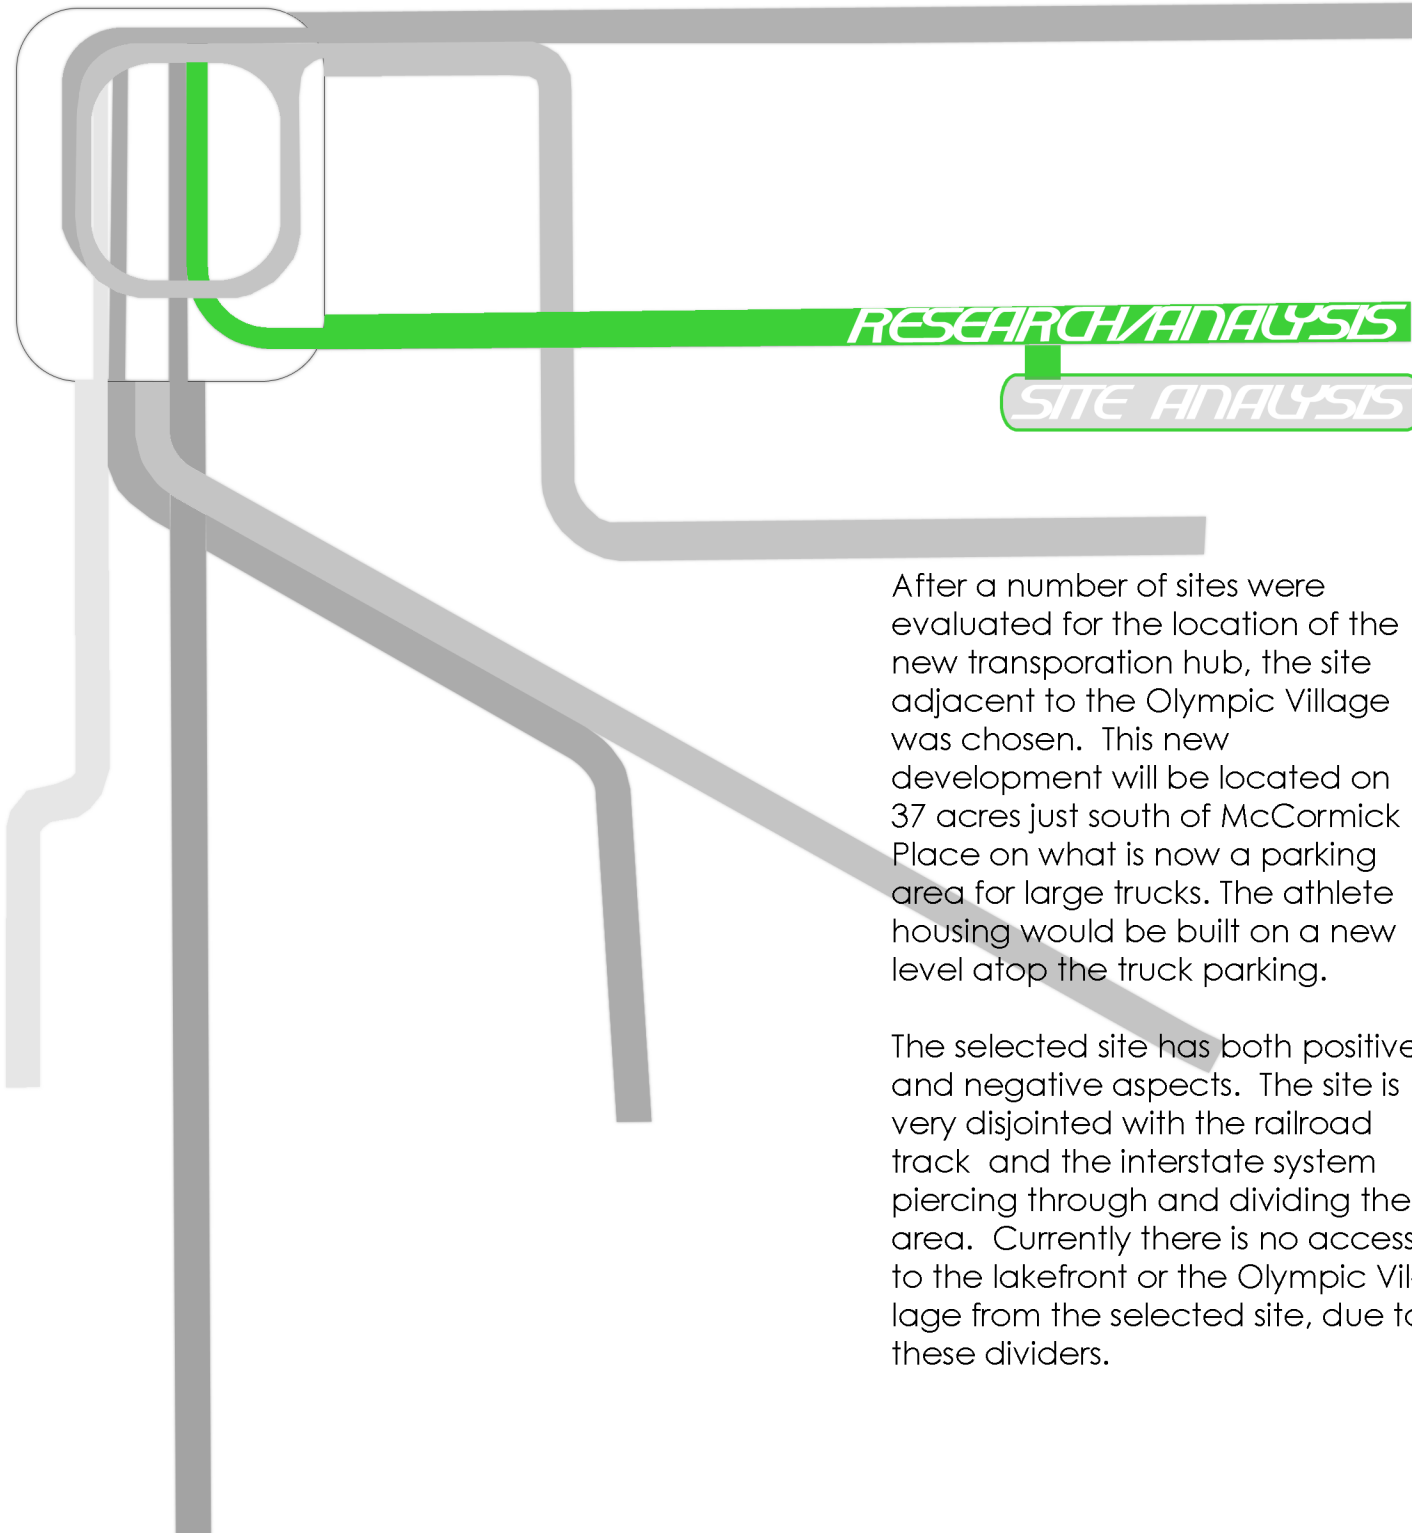 RESEARCH/ANALYSIS
SITE ANALYSIS
After a number of sites were
evaluated for the location of the
new transporation hub, the site
adjacent to the Olympic Village
was chosen.  This new
development will be located on
37 acres just south of McCormick
Place on what is now a parking
area for large trucks. The athlete
housing would be built on a new
level atop the truck parking.
The selected site has both positive
and negative aspects.  The site is
very disjointed with the railroad
track  and the interstate system
piercing through and dividing the
area.  Currently there is no access
to the lakefront or the Olympic Vil-
lage from the selected site, due to
these dividers.